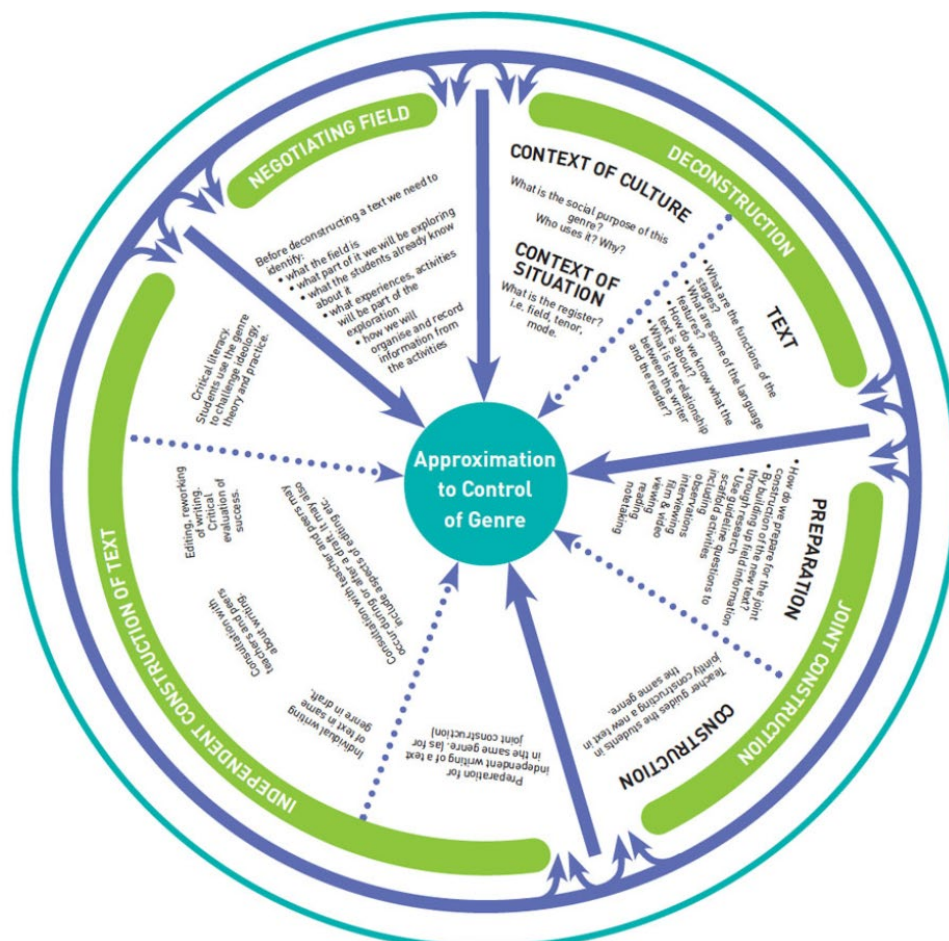 NEGOTIATING FIELD
Before deconstructing a text we need to
identify:
• what the field is
• what part of it we will be exploring
• what the students already know
about it
• what experiences, activities
will be part of the
exploration
• how we will
organise and record
information from
the activities
DECONSTRUCTION
CONTEXT OF CULTURE
What is the social purpose of this
genre?
Who uses it? Why?
CONTEXT OF
SITUATION
What is the register?
i.e. field, tenor,
mode.
TEXT
• What are the functions of the
stages?
• What are some of the language
features?
• How do we know what the
text is about?
• What is the relationship
between the writer
and the reader?
JOINT CONSTRUCTION
PREPARATION
• How do we prepare for the joint
construction of the new text?
• By building up field information
through research
• Use guideline questions to
scaffold activities
including
observations
interviewing
film & video
viewing
reading
notetaking
CONSTRUCTION
Teacher guides the students in
jointly constructing a new text in
the same genre.
INDEPENDENT CONSTRUCTION OF TEXT
Preparation for
independent writing of a text
in the same genre. (as for
joint construction)
Individual writing
of text in same
genre in draft.
Consultation with
teachers and peers
about writing.
Consultation with teacher and peers may
occur during or after a draft. It may also
include aspects of editing etc.
Editing, reworking
of writing.
Critical
evaluation of
success.
Critical literacy.
Students use the genre
to challenge ideology,
theory and practice.
Approximation
to Control
of Genre